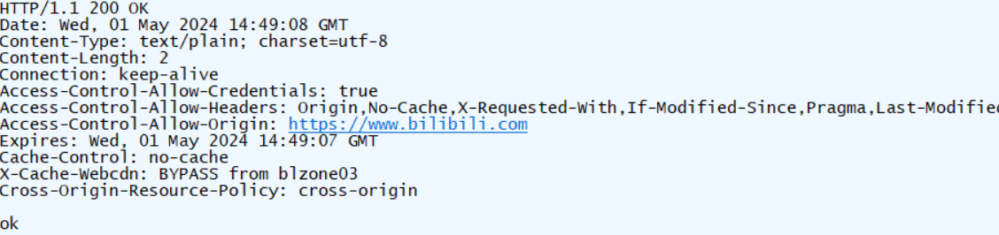 HTTP/1.1 200 OK
Date: Wed, 01 May 2024 14:49:08 GMT
Content-Type: text/plain; charset=utf-8
Content-Length: 2
Connection: keep-alive
Access-Control-Allow-Credentials: true
Access-Control-Allow-Headers: Origin,No-Cache,X-Requested-With,If-Modified-Since,Pragma,Last-Modified
Access-Control-Allow-Origin: https://www.bilibili.com
Expires: Wed, 01 May 2024 14:49:07 GMT
Cache-Control: no-cache
X-Cache-Webcdn: BYPASS from blzone03
Cross-Origin-Resource-Policy: cross-origin
ok